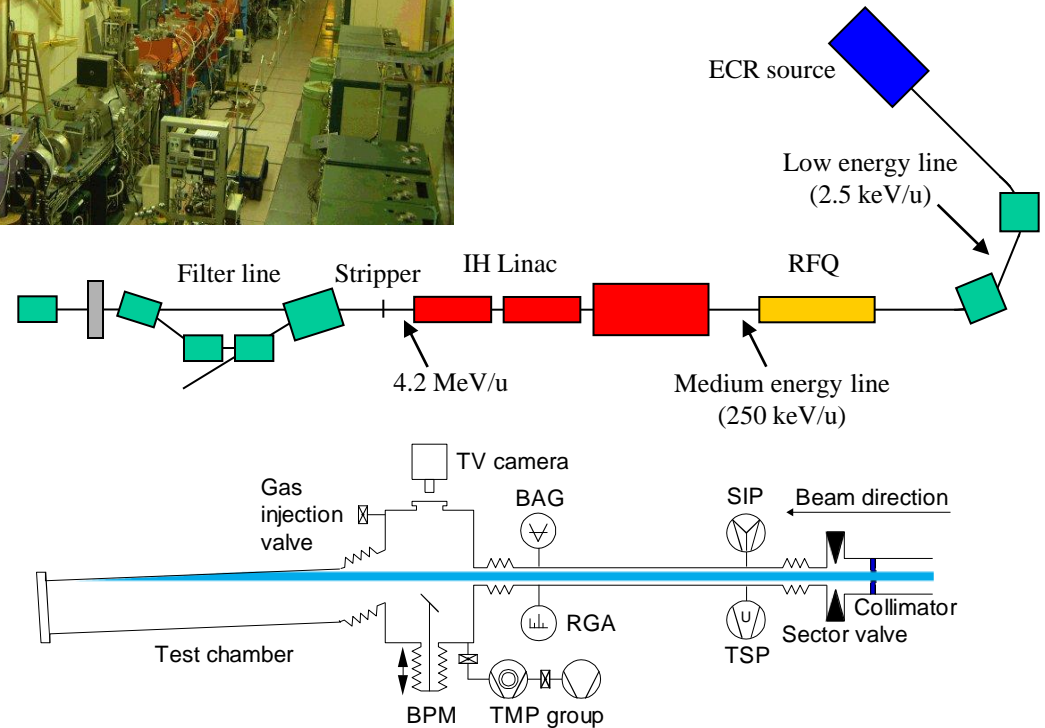 ECR source
Low energy line
(2.5 keV/u)
Filter line
Stripper
IH Linac
RFQ
4.2 MeV/u
Medium energy line
(250 keV/u)
TV camera
Gas
injection
valve
BAG
SIP
Beam direction
RGA
U
TSP
Collimator
Sector valve
Test chamber
BPM
TMP group